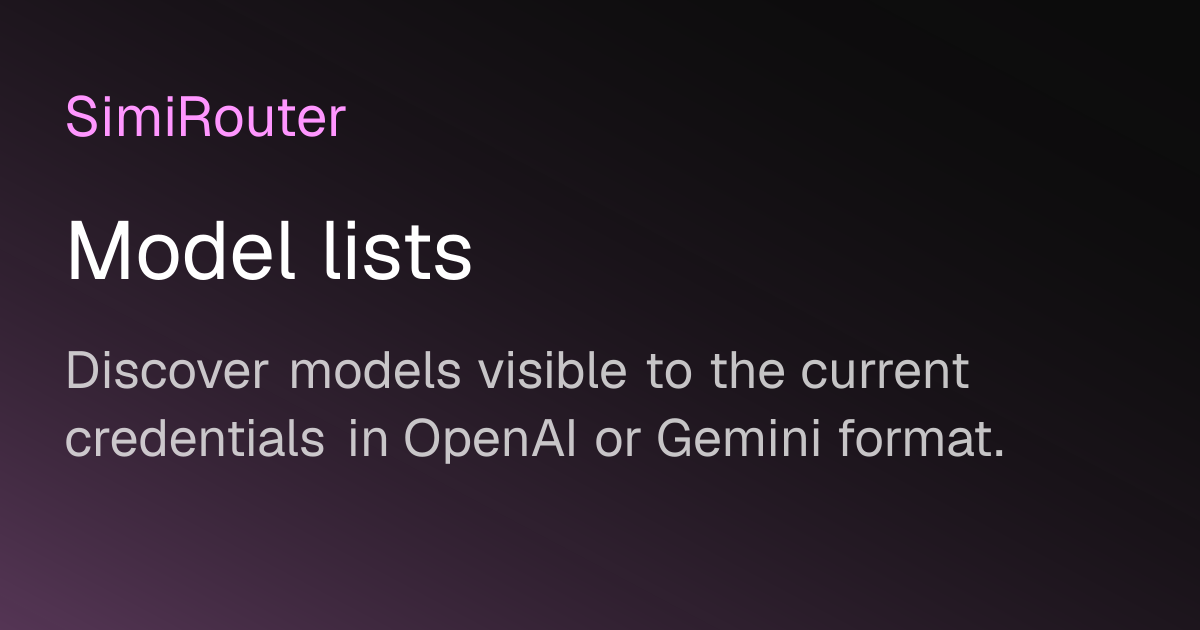 SimiRouter
Model lists
Discover models visible to the current
credentials in OpenAI or Gemini format.